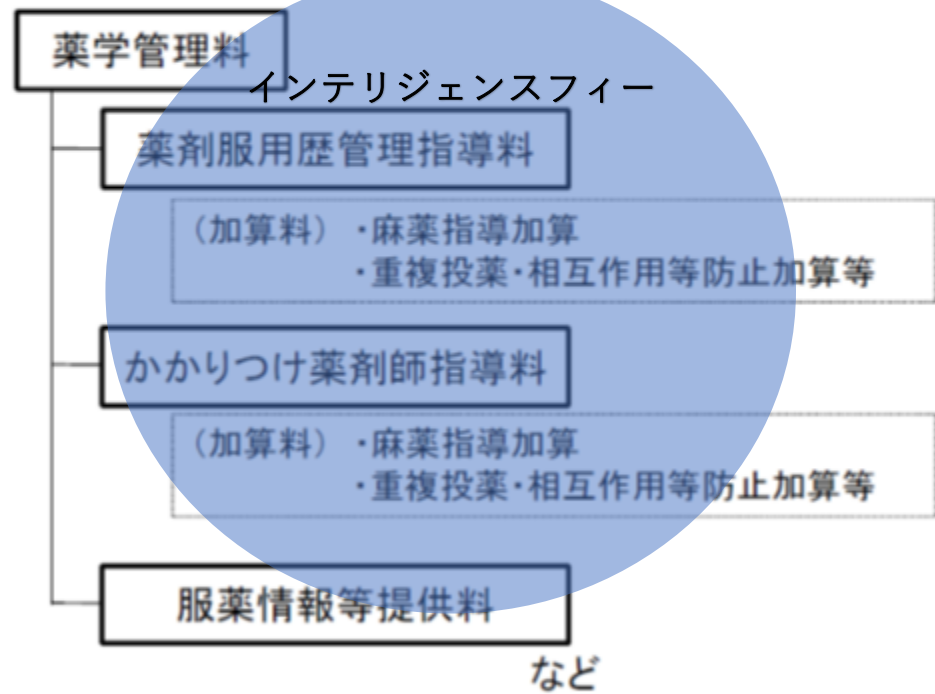 薬学管理料
インテリジェンスフィー
薬剤服用歴管理指導料
（加算料）・麻薬指導加算
・重複投薬・相互作用等防止加算等
かかりつけ薬剤師指導料
（加算料）・麻薬指導加算
・重複投薬・相互作用等防止加算等
服薬情報等提供料
など